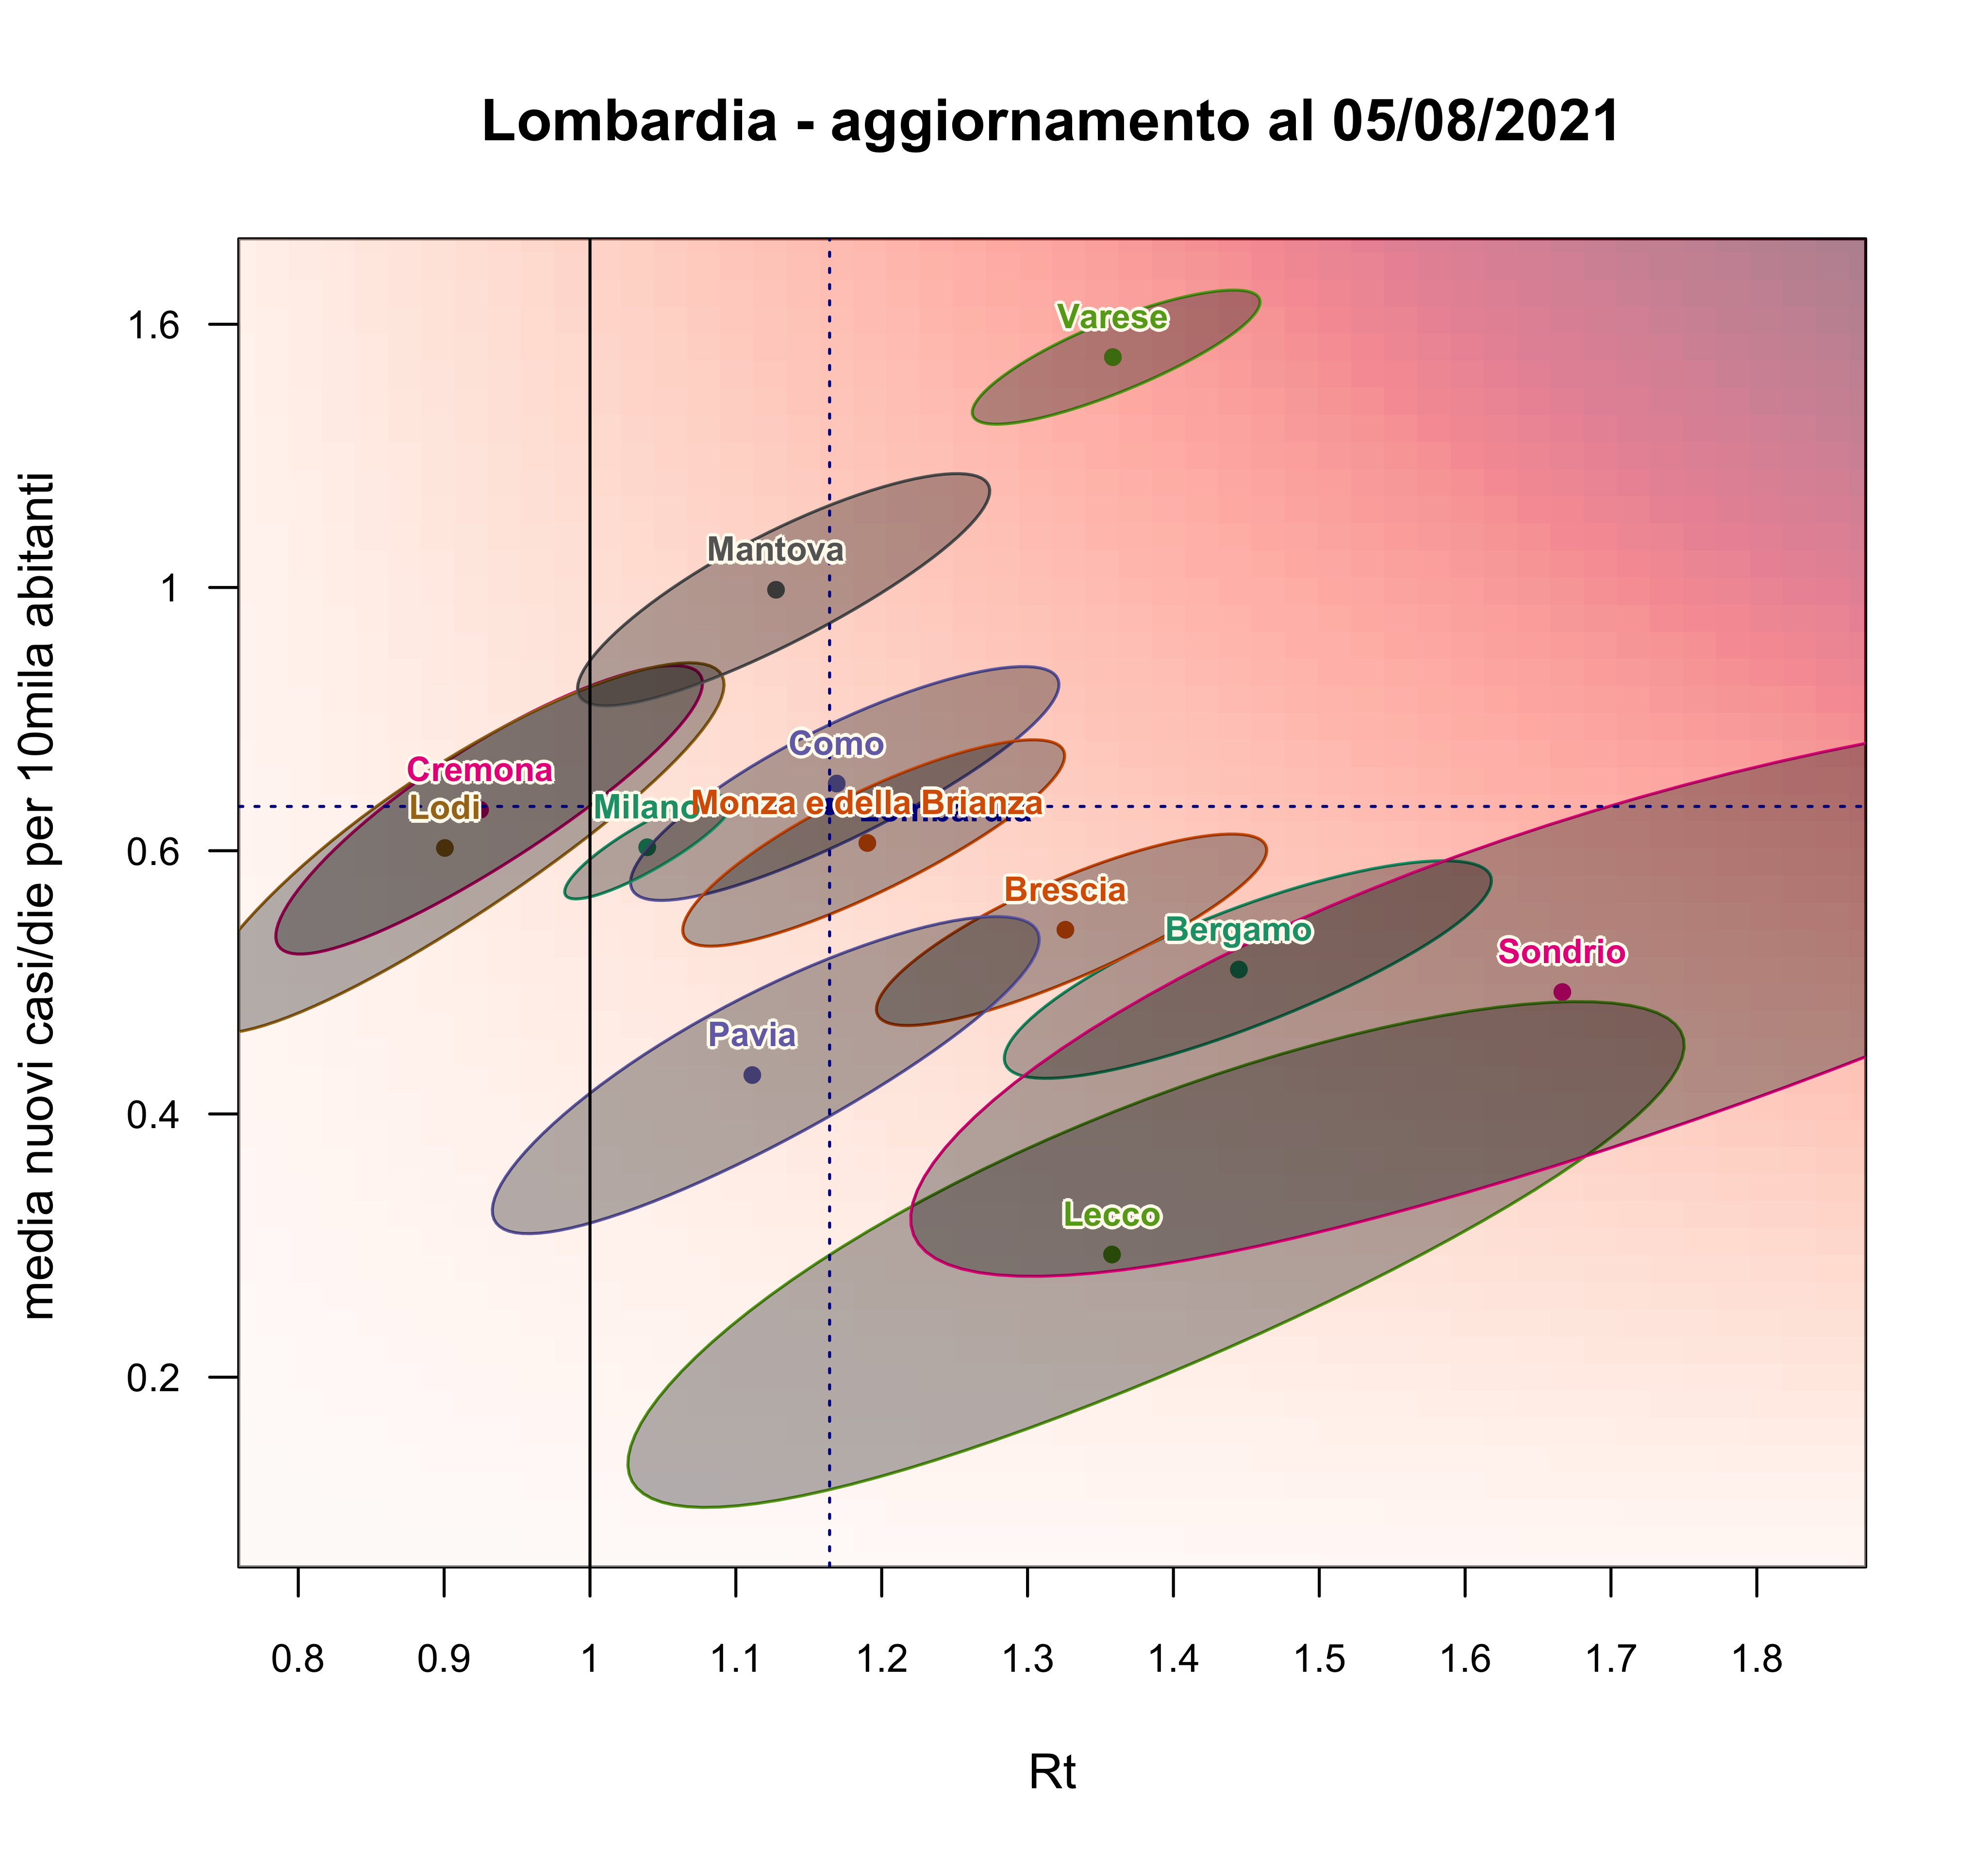 Lombardia - aggiornamento al 05/08/2021
media nuovi casi/die per 10mila abitanti
1.6
1
0.6
0.4
0.2
Varese
Mantova
Como
Cremona
Lodi
Milano
Monza e della Brianza
Lombardia
Brescia
Bergamo
Sondrio
Pavia
Lecco
0.8 0.9 1 1.1 1.2 1.3 1.4 1.5 1.6 1.7 1.8
Rt